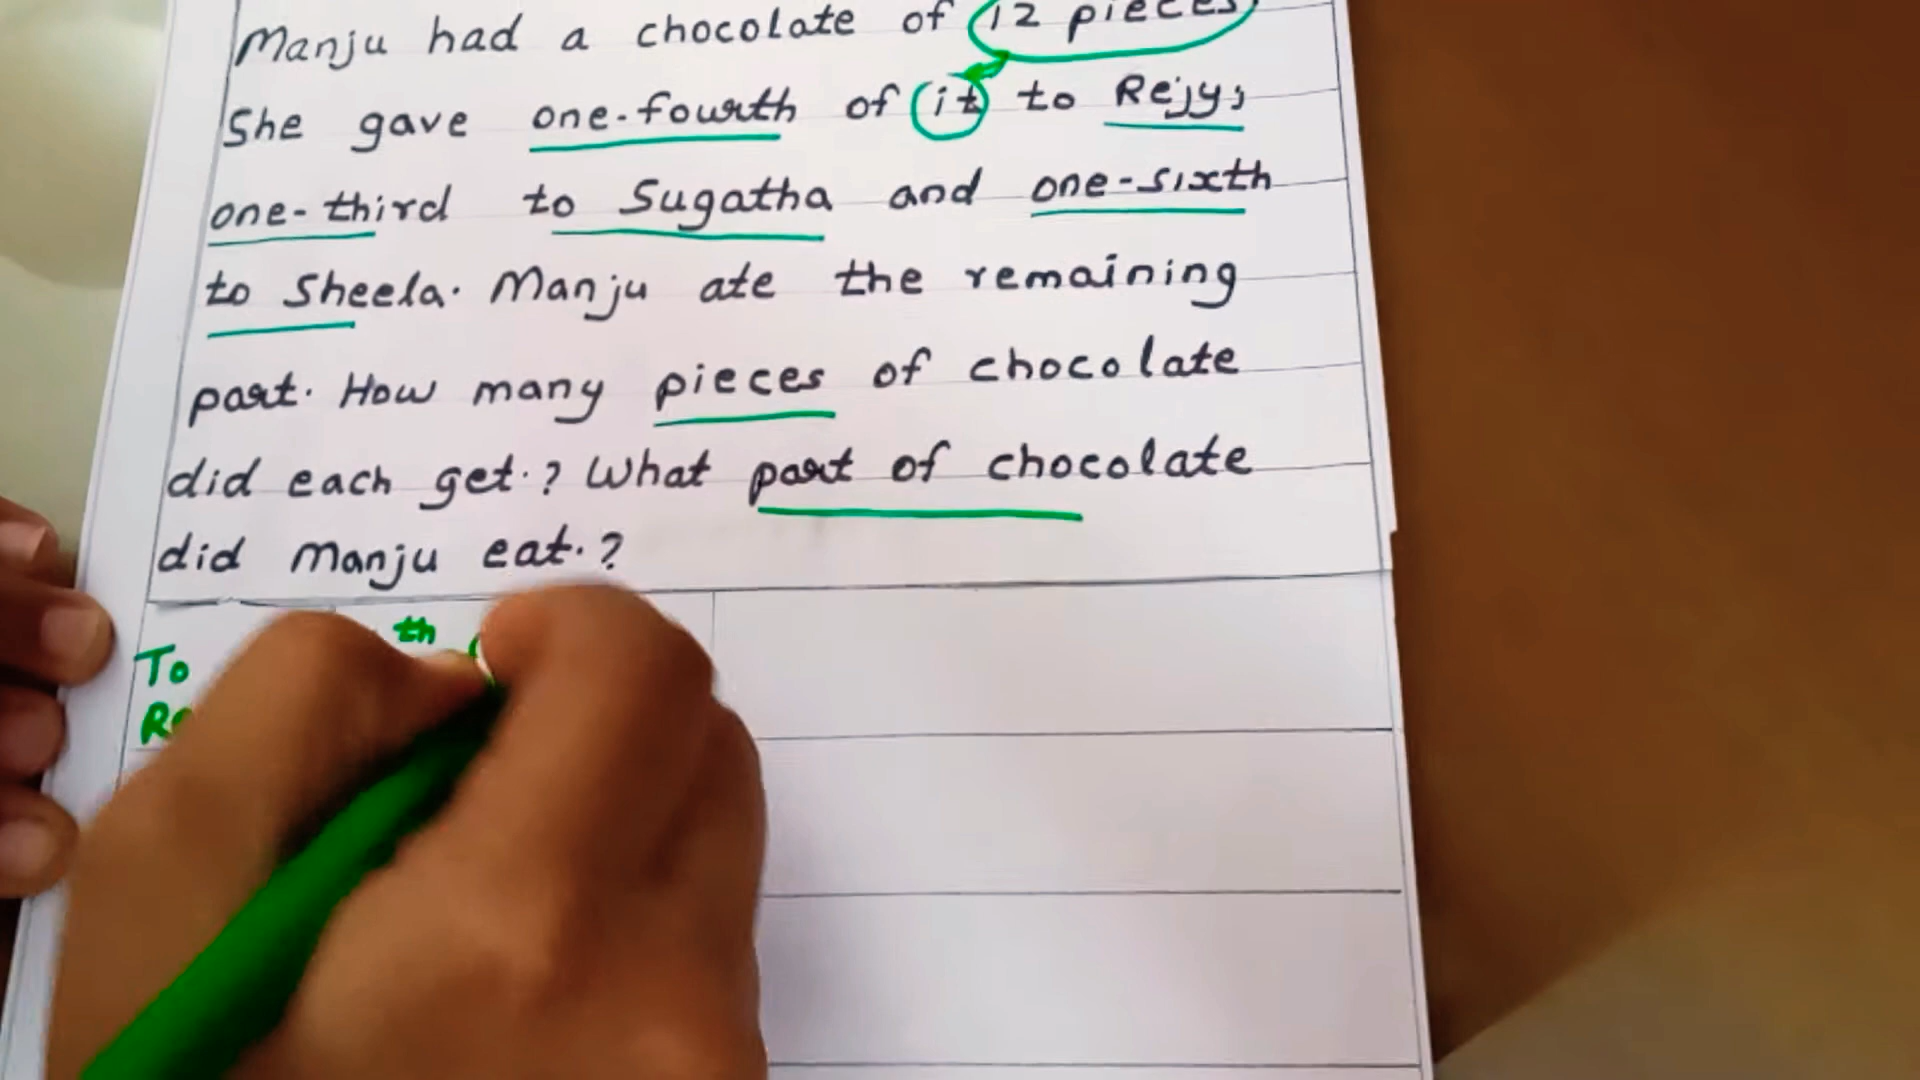 Manju had a chocolate of 12 pieces.
She gave one-fourth of it to Rejy,
one-third to Sugatha and one-sixth
to Sheela. Manju ate the remaining
part. How many pieces of chocolate
did each get.? What part of chocolate
did Manju eat.?
th
To